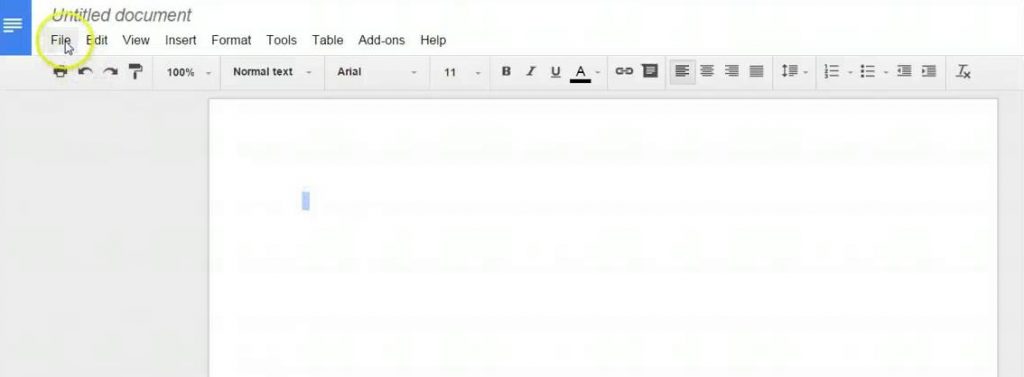 Untitled document
File Edit View Insert Format Tools Table Add-ons Help
100% Normal text Arial 11 B I U A